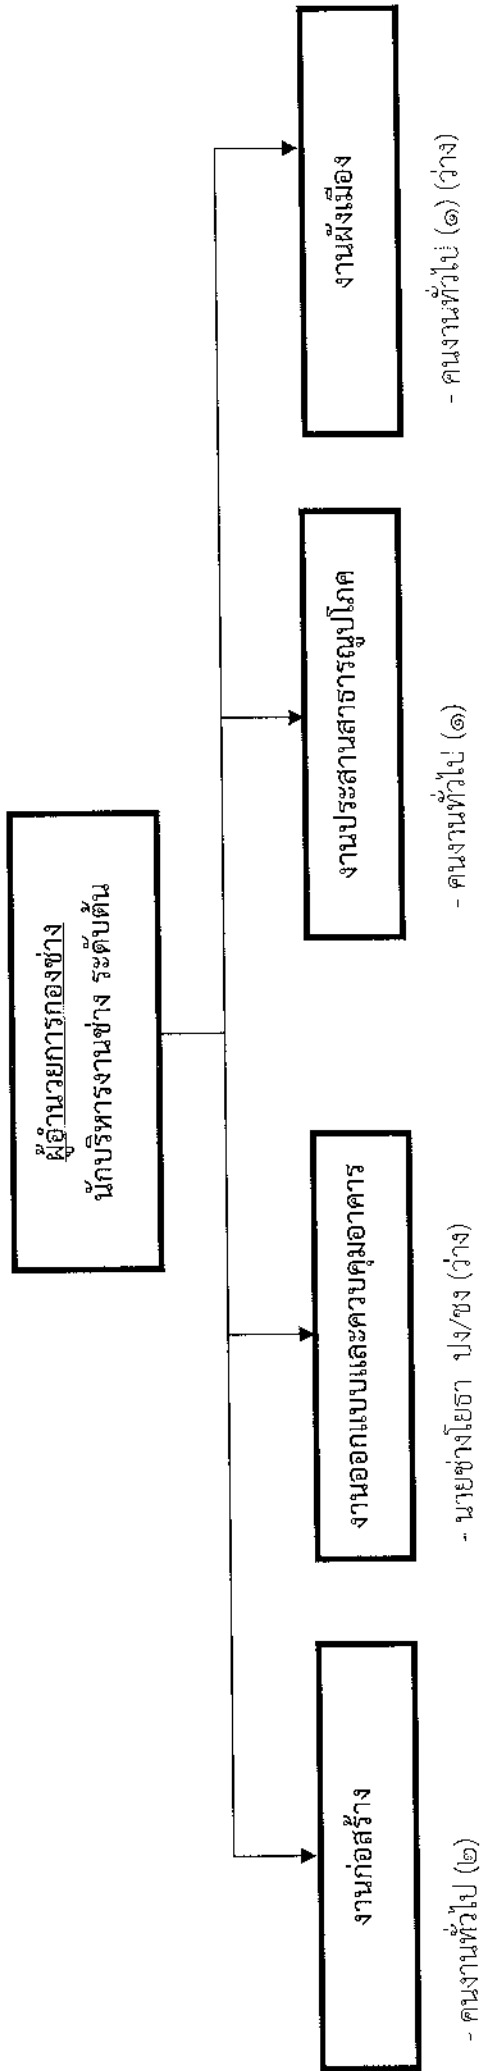 ผู้อำนวยการกองช่าง
นักบริหารงานช่าง ระดับต้น
งานก่อสร้าง
- คนงานทั่วไป (๒)
งานออกแบบและควบคุมอาคาร
- นายช่างโยธา ปง/ชง (ว่าง)
งานประสานสาธารณูปโภค
- คนงานทั่วไป (๑)
งานผังเมือง
- คนงานทั่วไป (๑) (ว่าง)